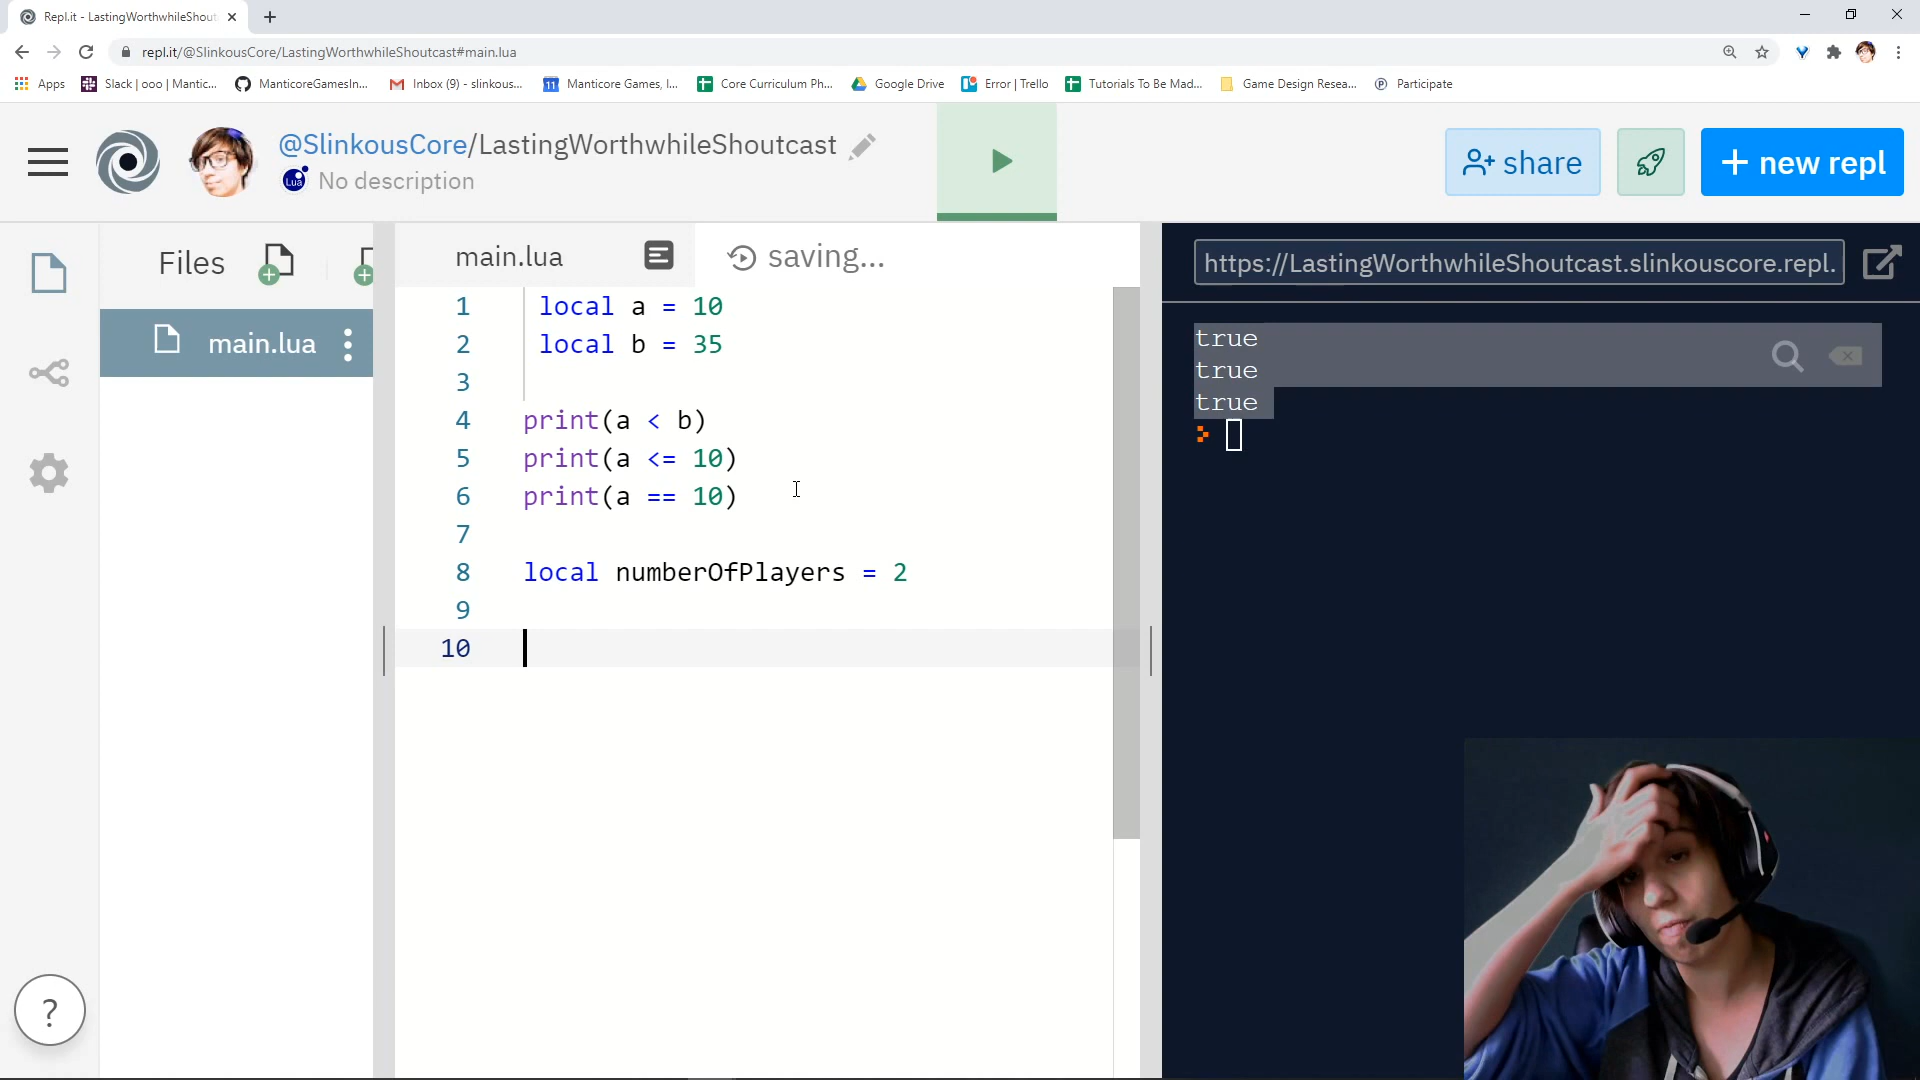 Repl.it - LastingWorthwhileShout
repl.it/@SlinkousCore/LastingWorthwhileShoutcast#main.lua
Apps
Slack | ooo | Mantic...
ManticoreGamesIn...
Inbox (9) - slinkous...
11
Manticore Games, I...
Core Curriculum Ph...
Google Drive
Error | Trello
Tutorials To Be Mad...
Game Design Resea...
Participate
@SlinkousCore/LastingWorthwhileShoutcast
Lua
No description
share
+ new repl
Files
main.lua
main.lua
saving...
https://LastingWorthwhileShoutcast.slinkouscore.repl.
1 local a = 10
2 local b = 35
3
4 print(a < b)
5 print(a <= 10)
6 print(a == 10)
7
8 local numberOfPlayers = 2
9
10
true
true
true
?